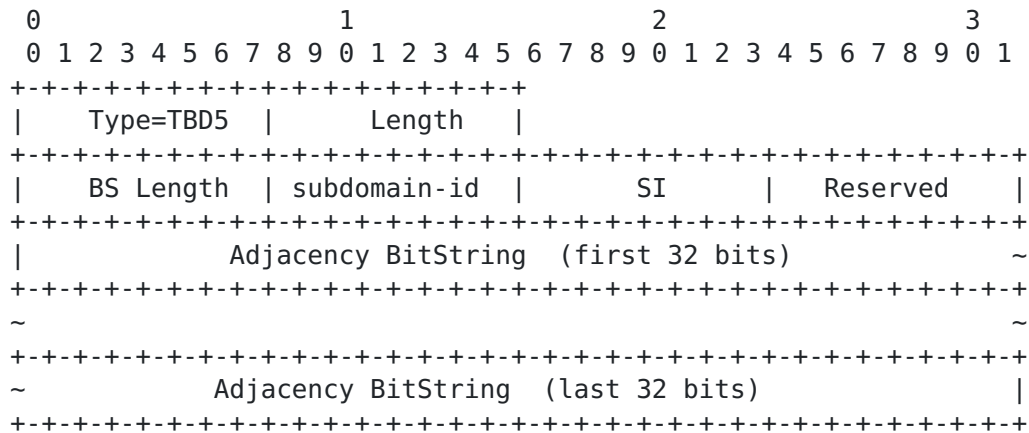 0                   1                   2                   3
 0 1 2 3 4 5 6 7 8 9 0 1 2 3 4 5 6 7 8 9 0 1 2 3 4 5 6 7 8 9 0 1
+-+-+-+-+-+-+-+-+-+-+-+-+-+-+-+-+
|    Type=TBD5  |      Length   |
+-+-+-+-+-+-+-+-+-+-+-+-+-+-+-+-+-+-+-+-+-+-+-+-+-+-+-+-+-+-+-+-+
|    BS Length  | subdomain-id  |       SI      |   Reserved    |
+-+-+-+-+-+-+-+-+-+-+-+-+-+-+-+-+-+-+-+-+-+-+-+-+-+-+-+-+-+-+-+-+
|             Adjacency BitString  (first 32 bits)              ~
+-+-+-+-+-+-+-+-+-+-+-+-+-+-+-+-+-+-+-+-+-+-+-+-+-+-+-+-+-+-+-+-+
~                                                               ~
+-+-+-+-+-+-+-+-+-+-+-+-+-+-+-+-+-+-+-+-+-+-+-+-+-+-+-+-+-+-+-+-+
~            Adjacency BitString  (last 32 bits)                |
+-+-+-+-+-+-+-+-+-+-+-+-+-+-+-+-+-+-+-+-+-+-+-+-+-+-+-+-+-+-+-+-+